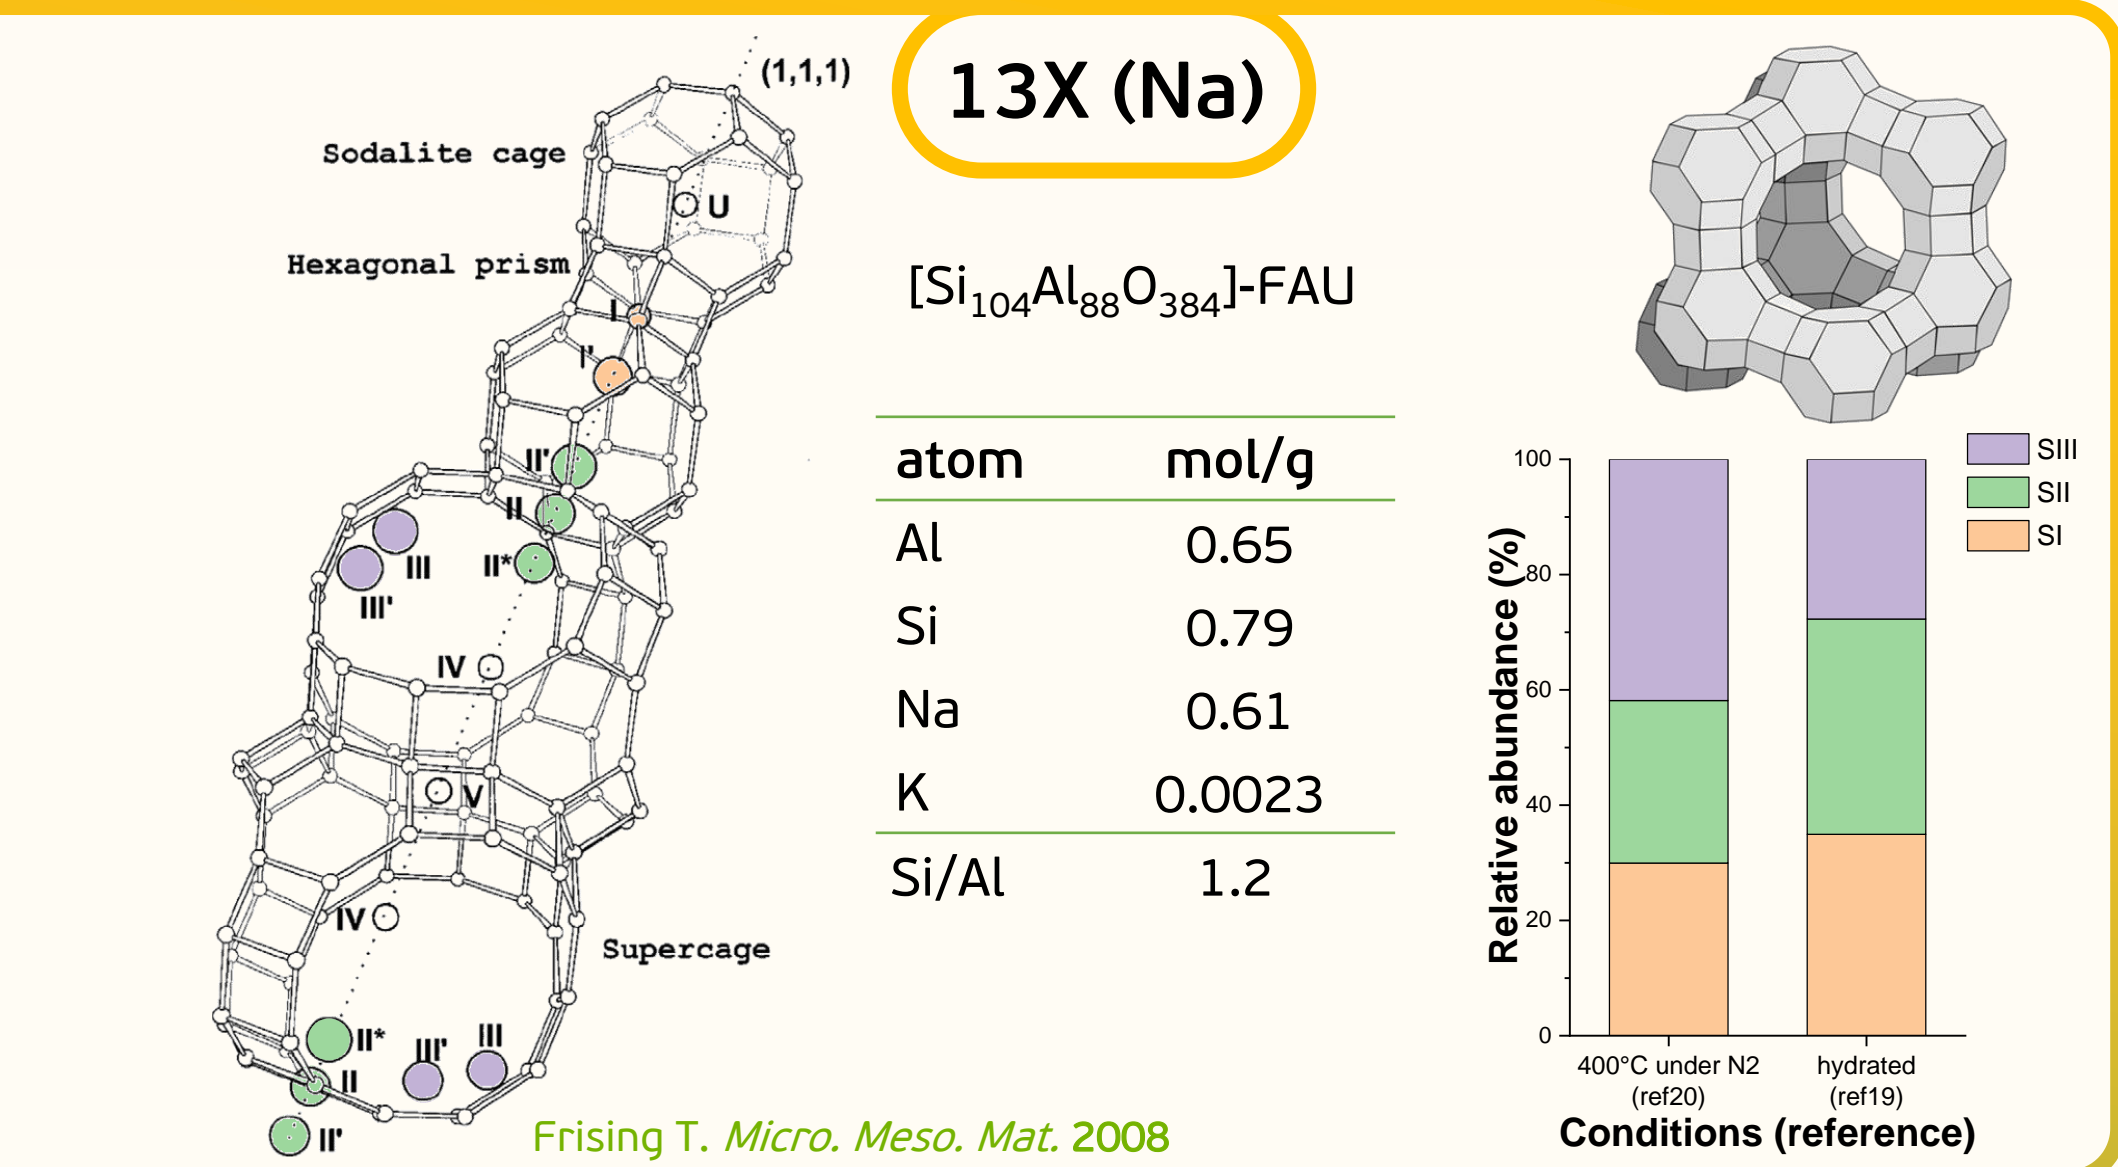 13X (Na)
(1,1,1)
Sodalite cage
U
Hexagonal prism
I
I'
II'
II
II*
III
III'
IV
V
IV
Supercage
II*
III'
III
II
II'
[Si₁₀₄Al₈₈O₃₈₄]-FAU
atom mol/g
Al 0.65
Si 0.79
Na 0.61
K 0.0023
Si/Al 1.2
SIII
SII
SI
Relative abundance (%)
100
80
60
40
20
0
400°C under N2 hydrated
(ref20) (ref19)
Conditions (reference)
Frising T. Micro. Meso. Mat. 2008